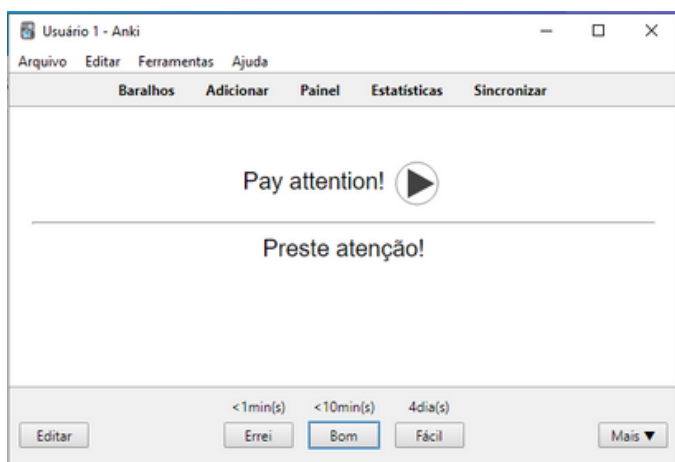 Usuário 1 - Anki
Arquivo Editar Ferramentas Ajuda
Baralhos Adicionar Painel Estatísticas Sincronizar
Pay attention!
Preste atenção!
<1min(s) <10min(s) 4dia(s)
Editar Errei Bom Fácil Mais ▼